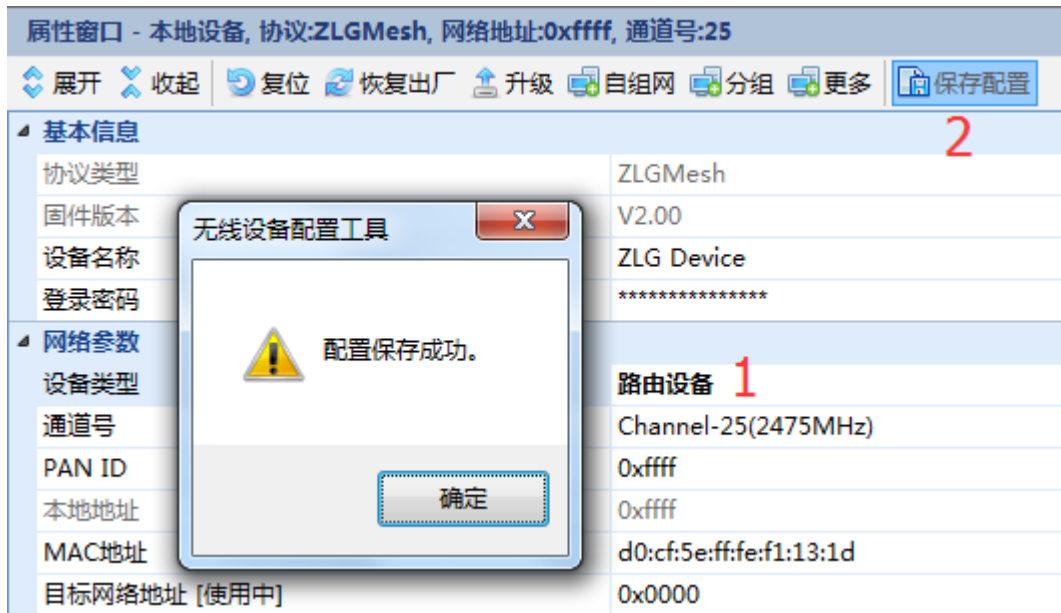 属性窗口 - 本地设备, 协议:ZLGMesh, 网络地址:0xffff, 通道号:25
展开 收起 复位 恢复出厂 升级 自组网 分组 更多 保存配置
基本信息 2
协议类型 ZLGMesh
固件版本 V2.00
无线设备配置工具
设备名称 ZLG Device
登录密码 ***************
网络参数
配置保存成功。
设备类型 路由设备 1
通道号 Channel-25(2475MHz)
PAN ID 0xffff
确定
本地地址 0xffff
MAC地址 d0:cf:5e:ff:fe:f1:13:1d
目标网络地址 [使用中] 0x0000